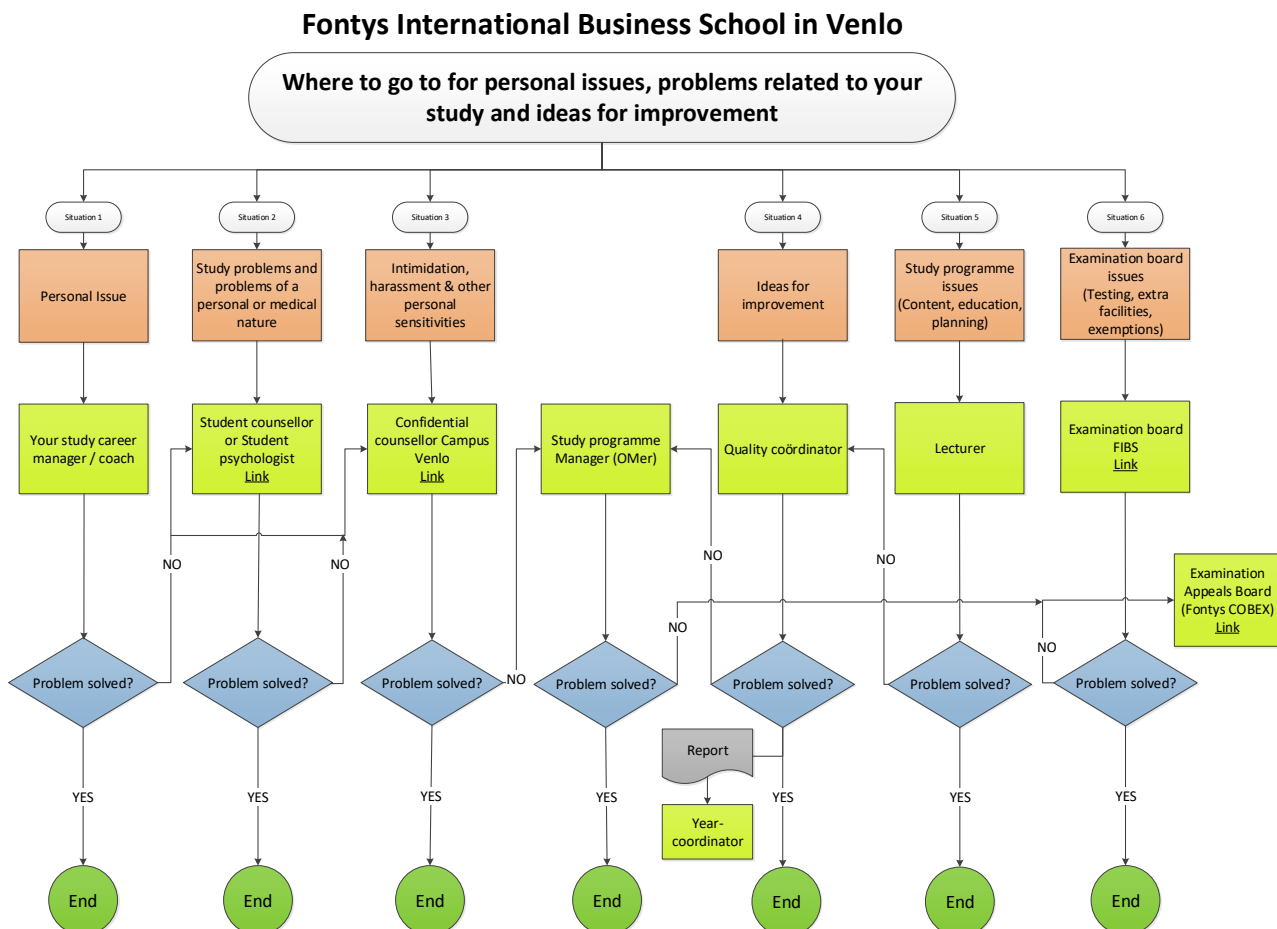 Fontys International Business School in Venlo
Where to go to for personal issues, problems related to your
study and ideas for improvement
Situation 1
Situation 2
Situation 3
Situation 4
Situation 5
Situation 6
Personal Issue
Study problems and
problems of a
personal or medical
nature
Intimidation,
harassment & other
personal
sensitivities
Ideas for
improvement
Study programme
issues
(Content, education,
planning)
Examination board
issues
(Testing, extra
facilities,
exemptions)
Your study career
manager / coach
Student counsellor
or Student
psychologist
Link
Confidential
counsellor Campus
Venlo
Link
Study programme
Manager (OMer)
Quality coördinator
Lecturer
Examination board
FIBS
Link
NO
NO
NO
NO
NO
NO
NO
Examination
Appeals Board
(Fontys COBEX)
Link
Problem solved?
Problem solved?
Problem solved?
Problem solved?
Problem solved?
Problem solved?
Problem solved?
Report
Year-
coordinator
YES
YES
YES
YES
YES
YES
YES
End
End
End
End
End
End
End